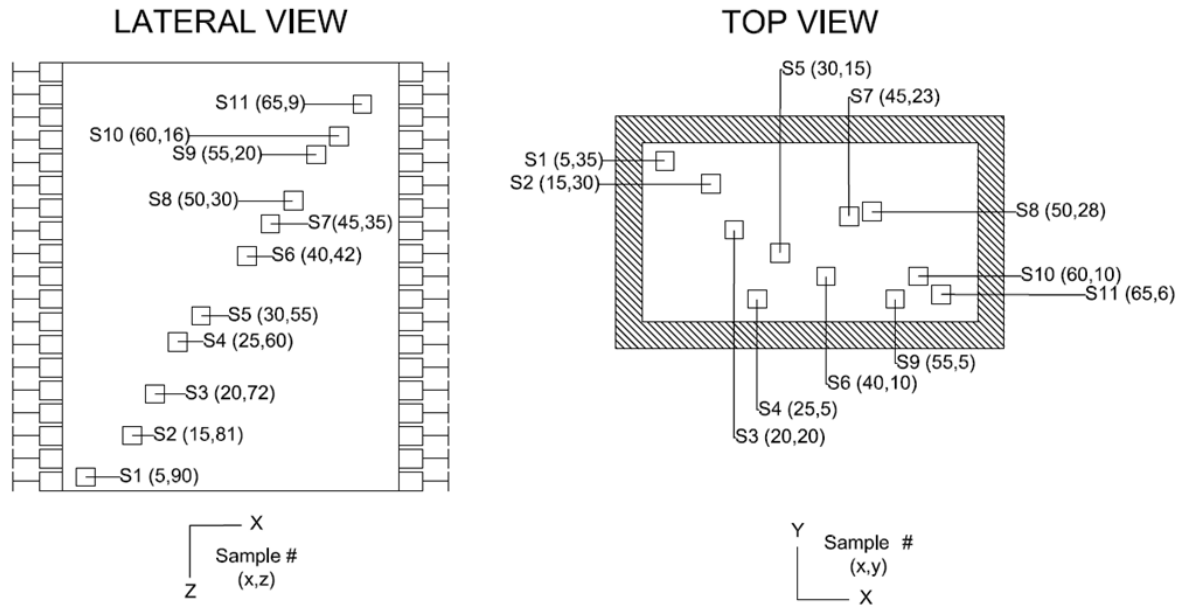 LATERAL VIEW
S11 (65,9)
S10 (60,16)
S9 (55,20)
S8 (50,30)
S7(45,35)
S6 (40,42)
S5 (30,55)
S4 (25,60)
S3 (20,72)
S2 (15,81)
S1 (5,90)
X
Z
Sample #
(x,z)
TOP VIEW
S5 (30,15)
S7 (45,23)
S1 (5,35)
S2 (15,30)
S8 (50,28)
S10 (60,10)
S11 (65,6)
S9 (55,5)
S6 (40,10)
S4 (25,5)
S3 (20,20)
Y
X
Sample #
(x,y)